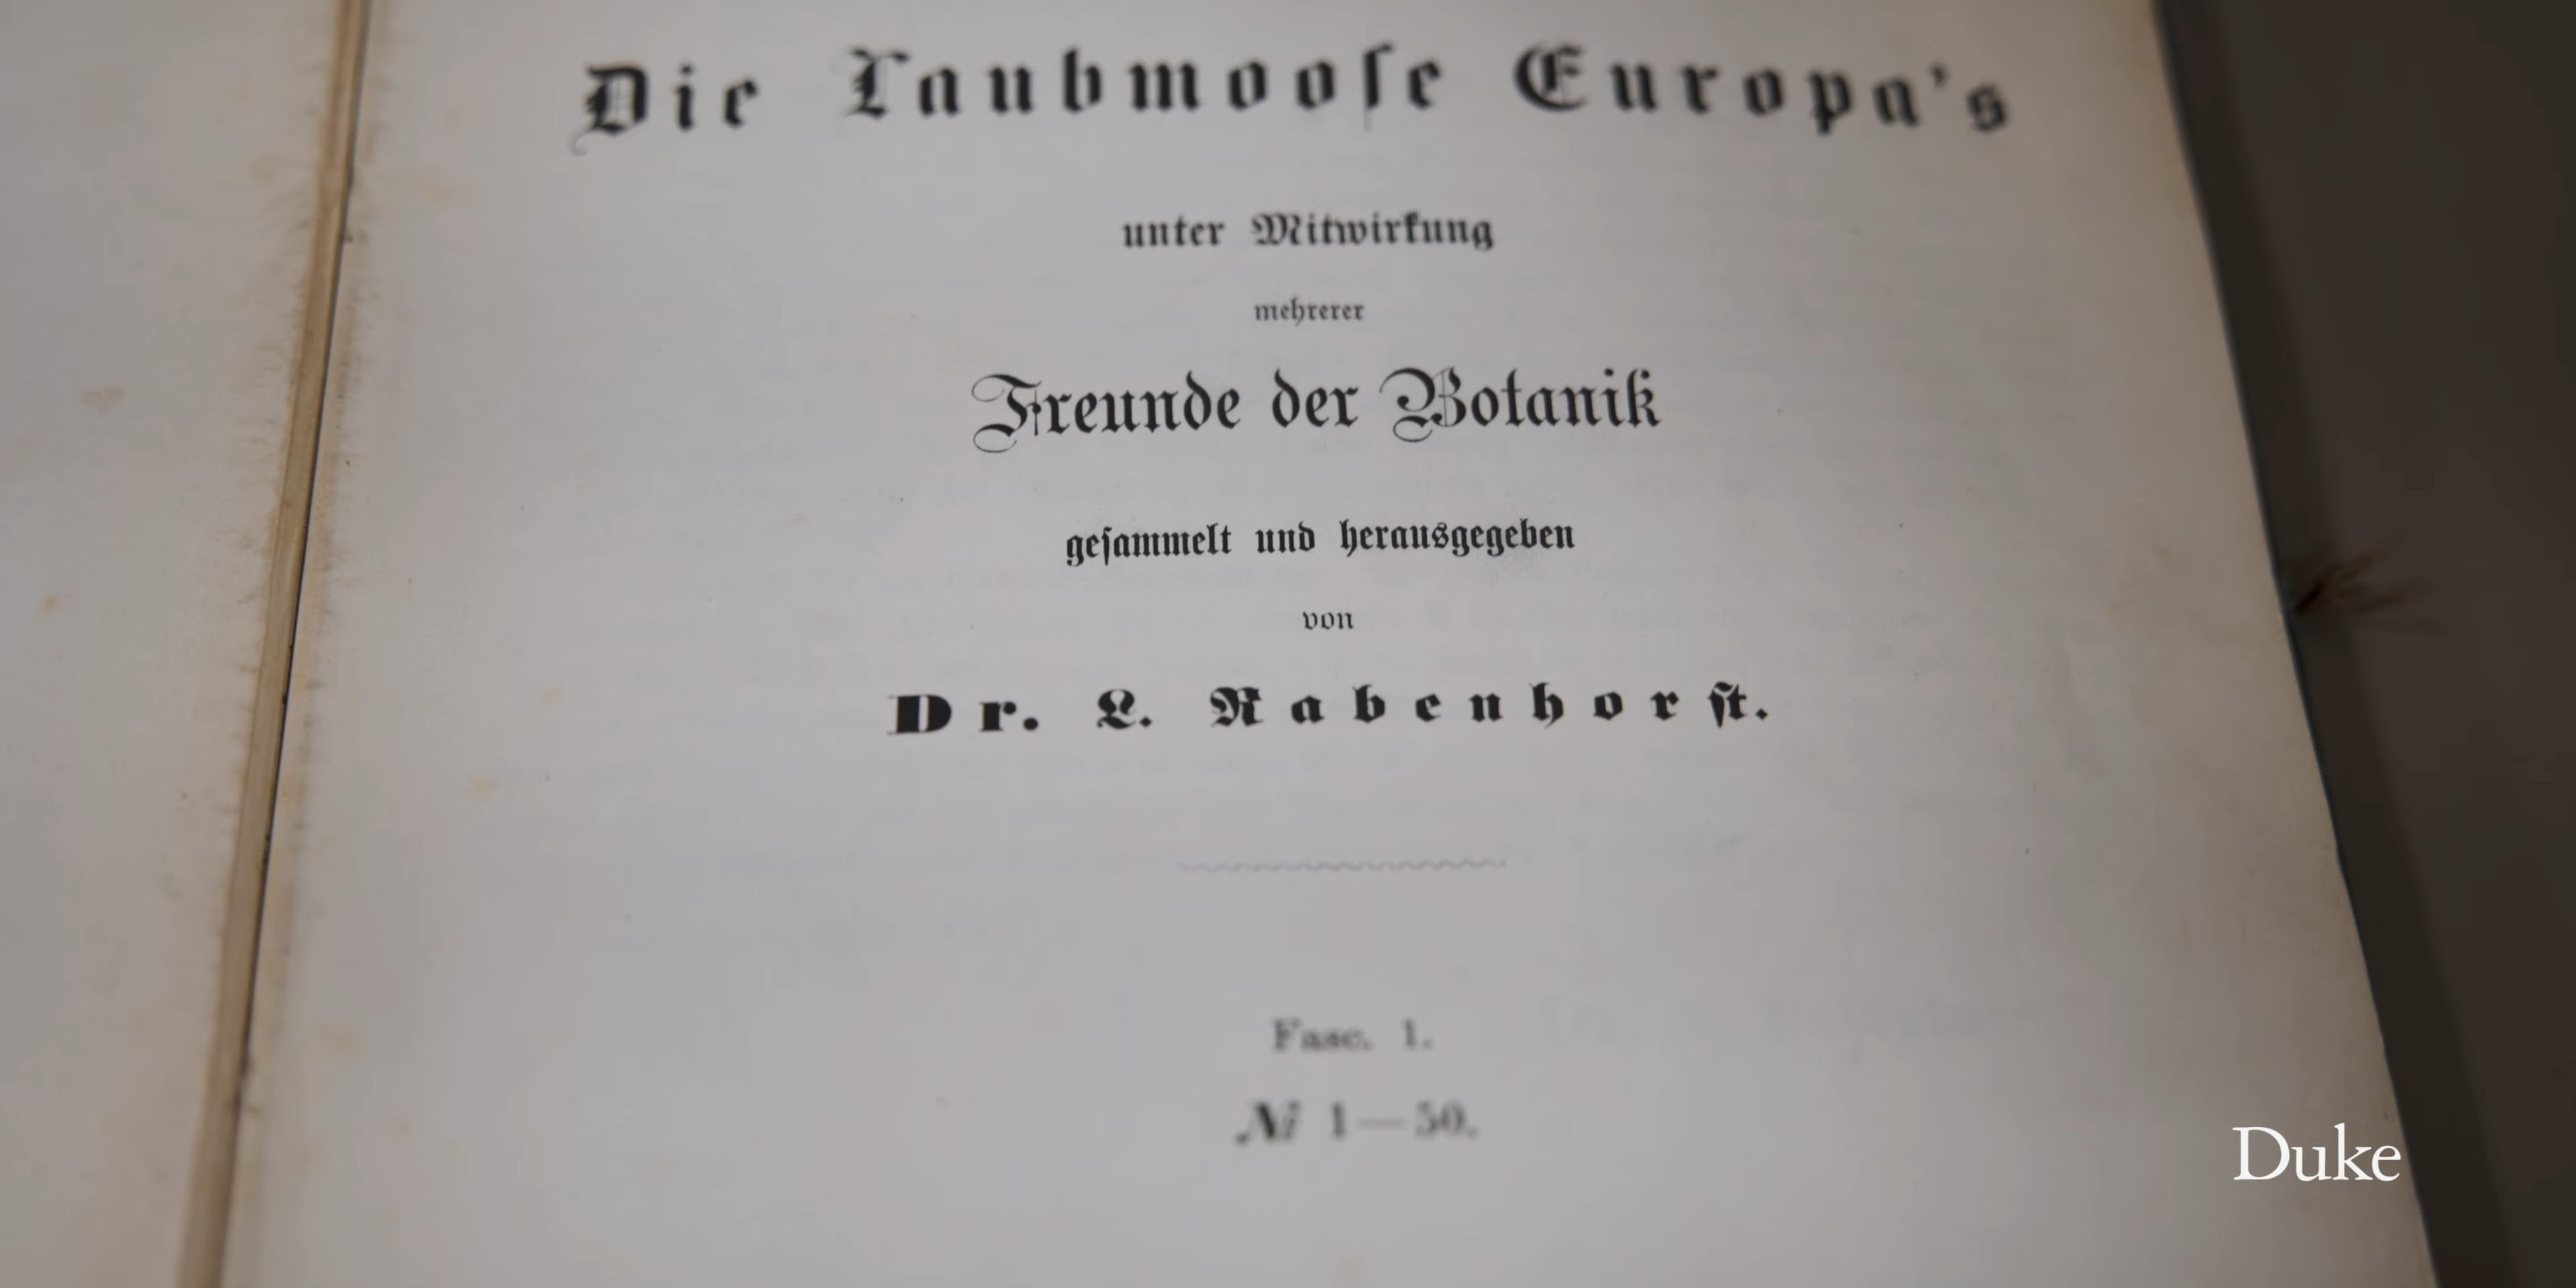 Die Laubmooſe Europa's
unter Mitwirkung
mehrerer
Freunde der Botanik
geſammelt und herausgegeben
von
Dr. L. Rabenhorſt.
Fasc. 1.
№ 1—50.
Duke